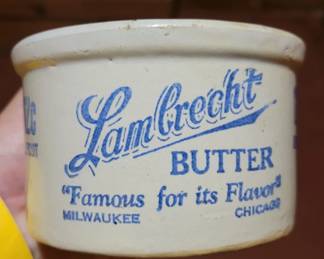 Lambrecht
BUTTER
"Famous for its Flavor"
MILWAUKEE CHICAGO